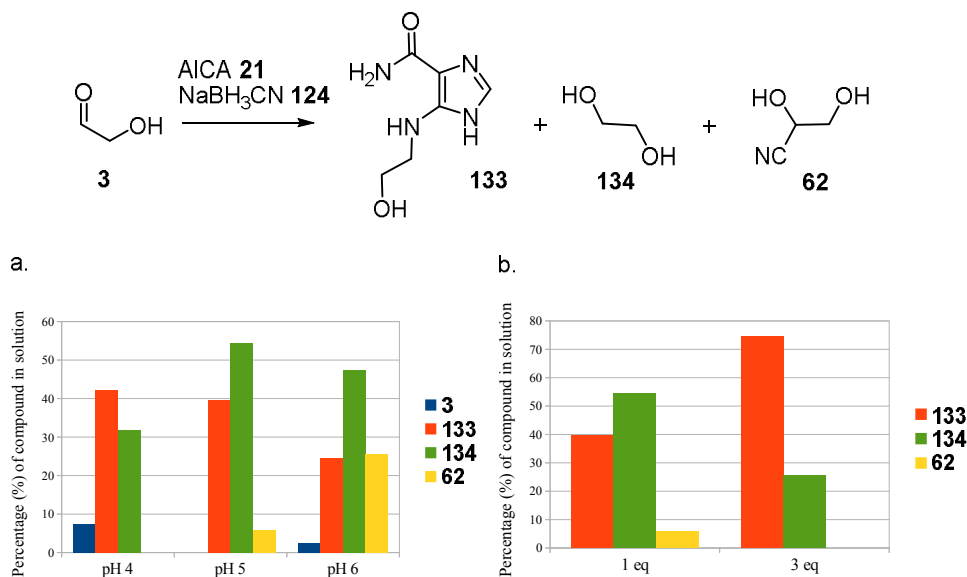 AICA 21
NaBH3CN 124
O
OH
3
O
H2N
N
N
H
HN
OH
133
+
HO
OH
134
+
HO
OH
NC
62
a.
Percentage (%) of compound in solution
60
50
40
30
20
10
0
pH 4
pH 5
pH 6
3
133
134
62
b.
Percentage (%) of compound in solution
80
70
60
50
40
30
20
10
0
1 eq
3 eq
133
134
62